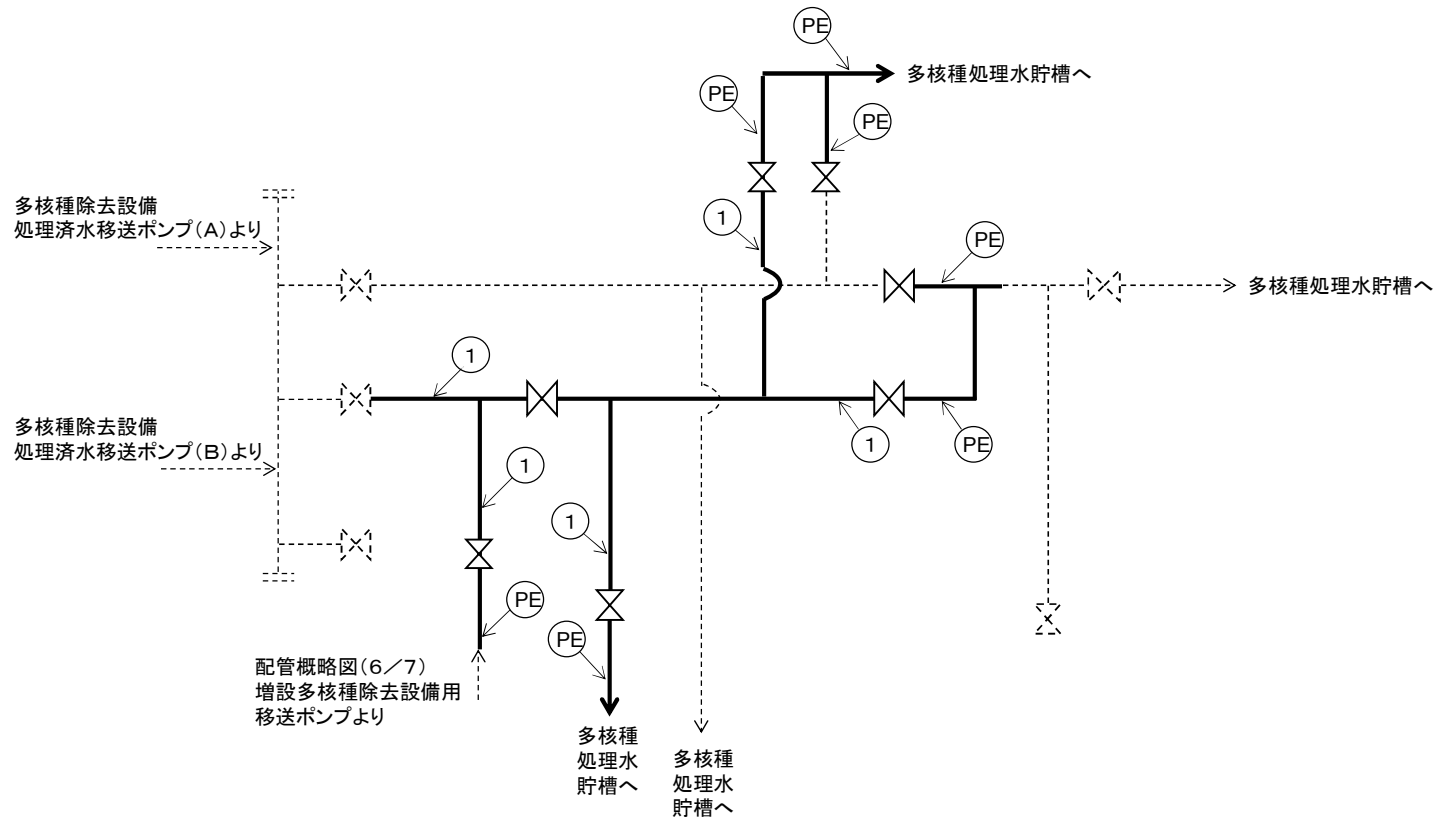 PE
多核種処理水貯槽へ
PE
PE
多核種除去設備
処理済水移送ポンプ(A)より
1
PE
多核種処理水貯槽へ
1
多核種除去設備
処理済水移送ポンプ(B)より
1
PE
1
1
PE
PE
配管概略図(6/7)
増設多核種除去設備用
移送ポンプより
多核種
処理水
貯槽へ
多核種
処理水
貯槽へ